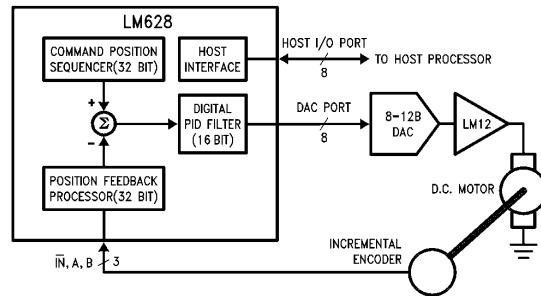 LM628
COMMAND POSITION
SEQUENCER(32 BIT)
HOST
INTERFACE
HOST I/O PORT
8
TO HOST PROCESSOR
+
Σ
−
DIGITAL
PID FILTER
(16 BIT)
DAC PORT
8
8–12B
DAC
LM12
POSITION FEEDBACK
PROCESSOR(32 BIT)
D.C. MOTOR
INCREMENTAL
ENCODER
I̅N̅, A, B
3